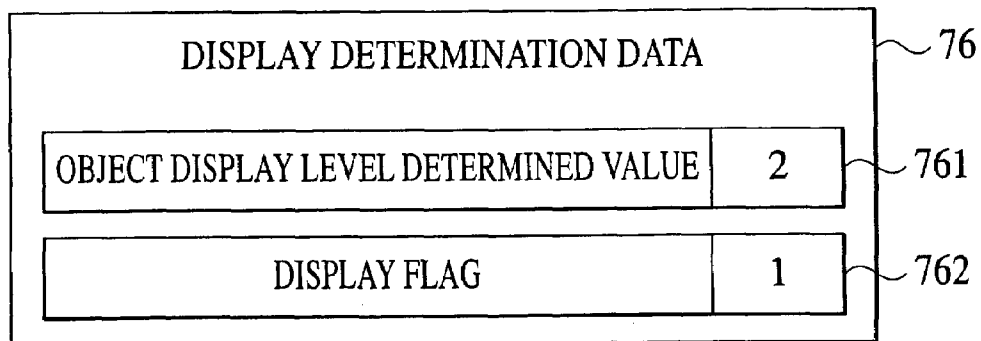 DISPLAY DETERMINATION DATA 76
OBJECT DISPLAY LEVEL DETERMINED VALUE 2 761
DISPLAY FLAG 1 762